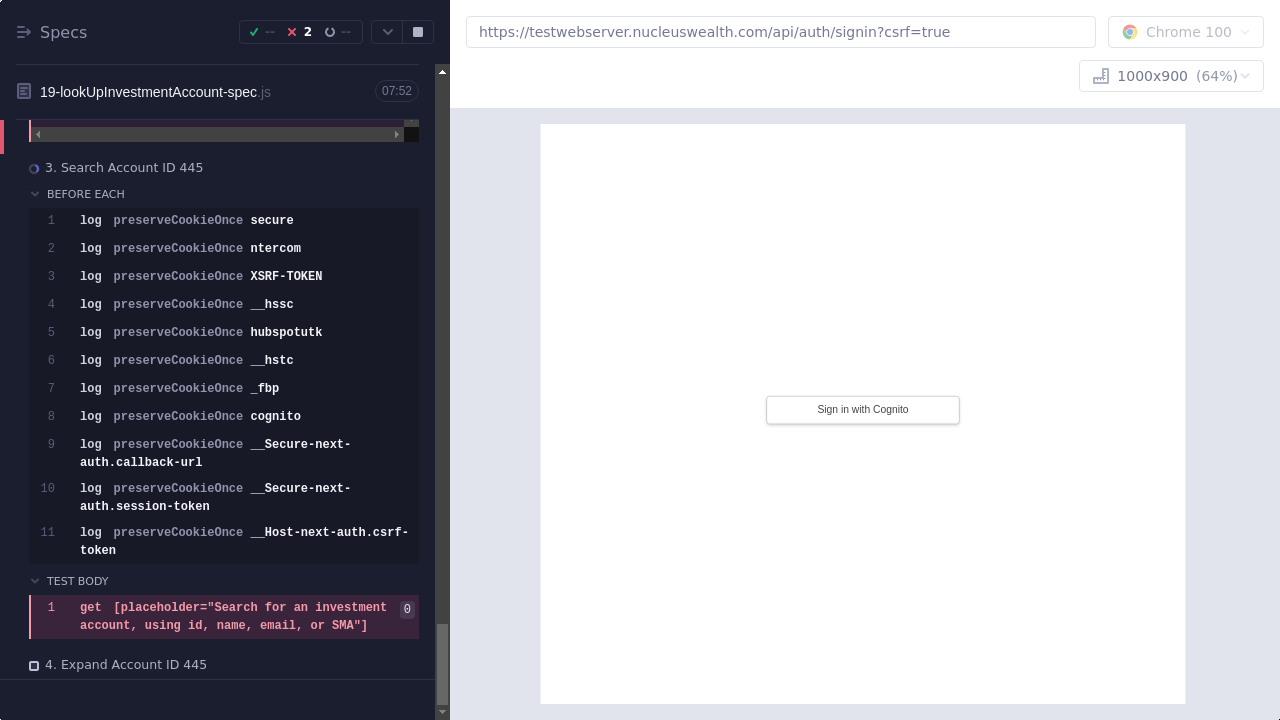 Specs
-- 2 --
19-lookUpInvestmentAccount-spec.js 07:52
3. Search Account ID 445
BEFORE EACH
1 log preserveCookieOnce secure
2 log preserveCookieOnce ntercom
3 log preserveCookieOnce XSRF-TOKEN
4 log preserveCookieOnce __hssc
5 log preserveCookieOnce hubspotutk
6 log preserveCookieOnce __hstc
7 log preserveCookieOnce _fbp
8 log preserveCookieOnce cognito
9 log preserveCookieOnce __Secure-next-
auth.callback-url
10 log preserveCookieOnce __Secure-next-
auth.session-token
11 log preserveCookieOnce __Host-next-auth.csrf-
token
TEST BODY
1 get [placeholder="Search for an investment 0
account, using id, name, email, or SMA"]
4. Expand Account ID 445
https://testwebserver.nucleuswealth.com/api/auth/signin?csrf=true
Chrome 100
1000x900 (64%)
Sign in with Cognito